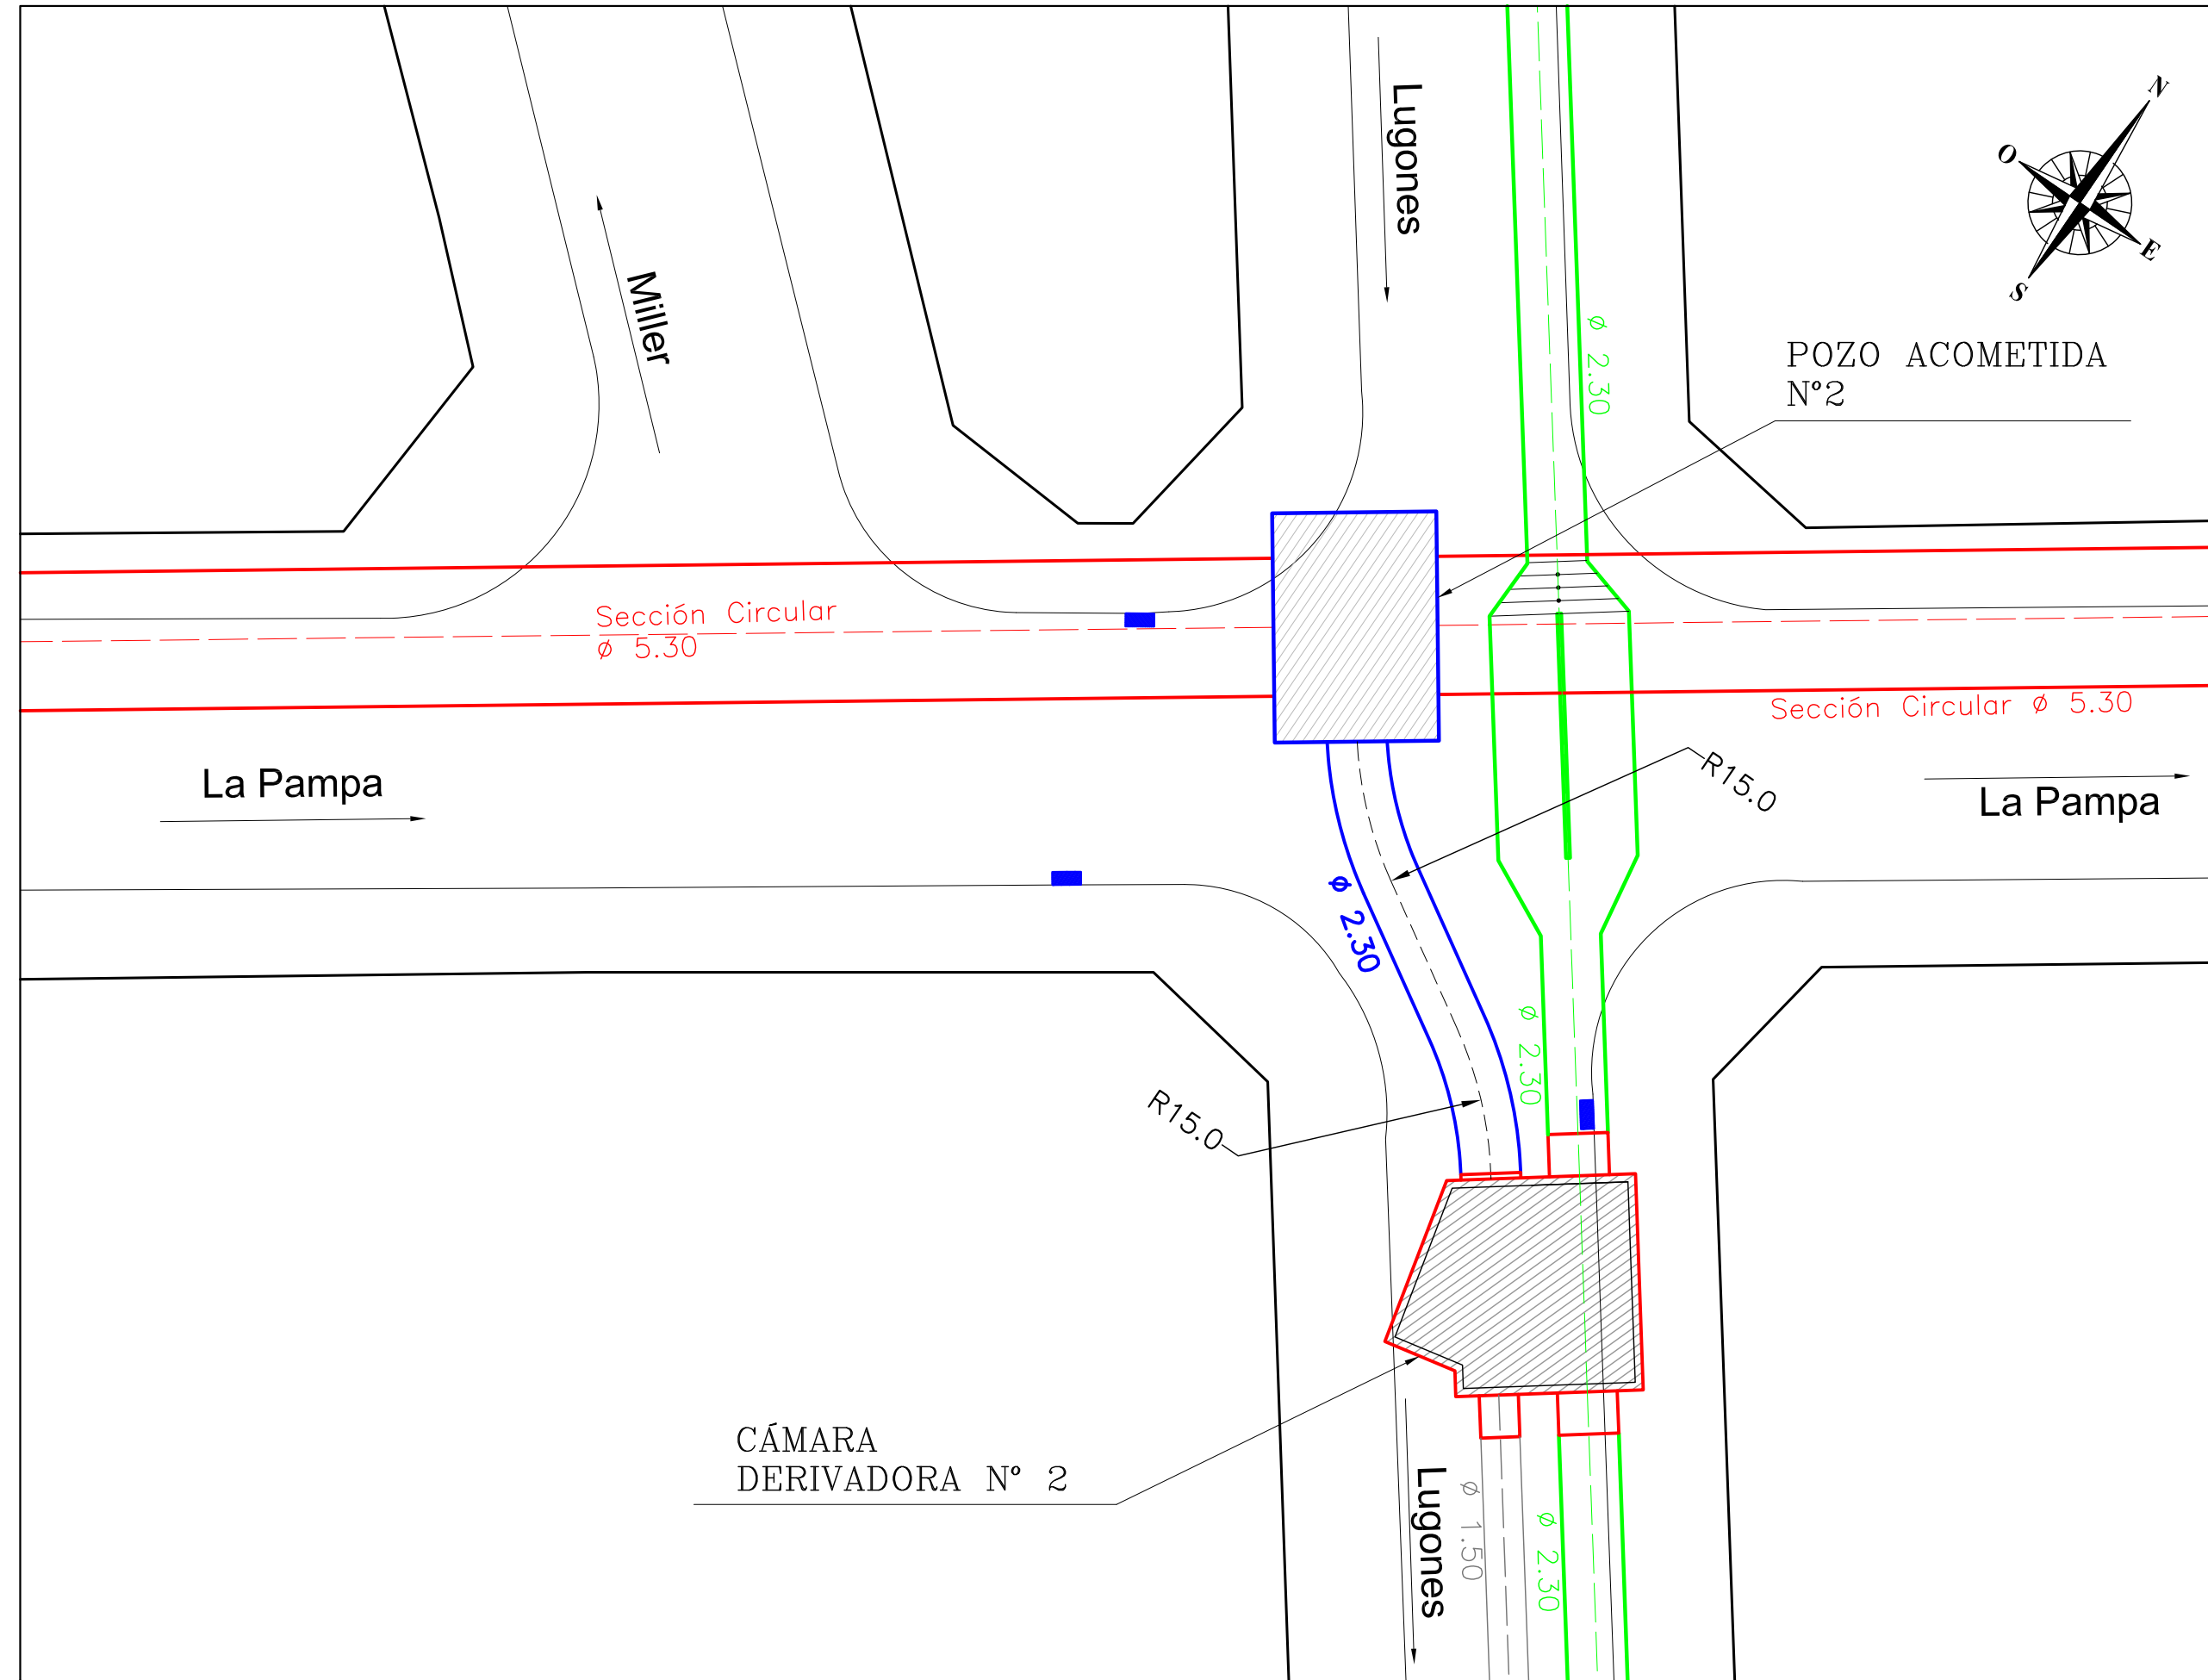 Lugones
N
O
E
S
Miller
ø 2.30
POZO ACOMETIDA
N°2
Sección Circular
ø 5.30
Sección Circular ø 5.30
La Pampa
La Pampa
R15.0
ø 2.30
ø 2.30
R15.0
CÁMARA
DERIVADORA N° 2
Lugones
ø 1.50
ø 2.30